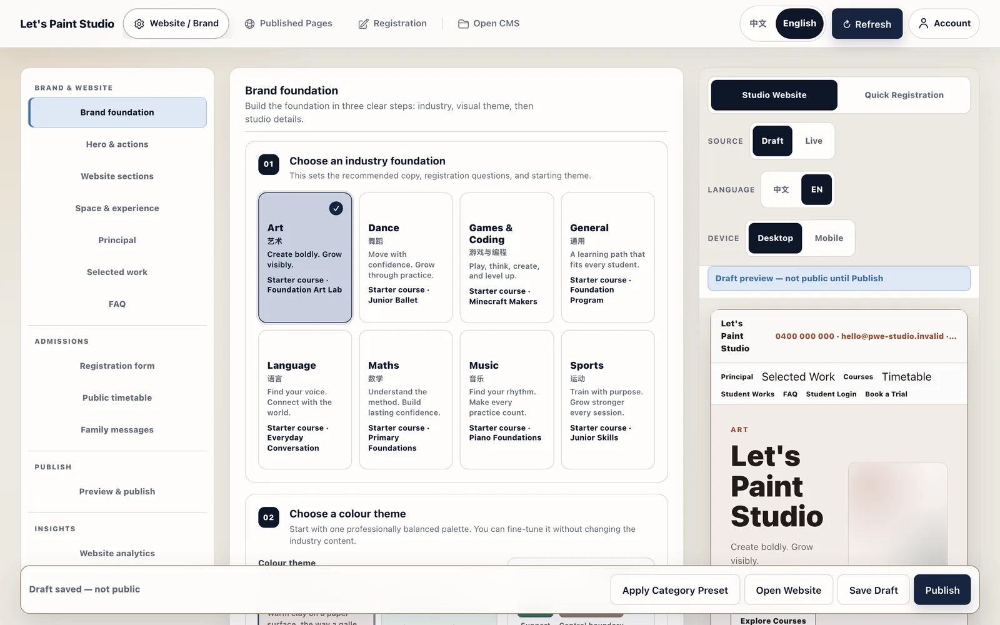 Let's Paint Studio
Website / Brand
Published Pages
Registration
Open CMS
中文
English
Refresh
Account
BRAND & WEBSITE
Brand foundation
Hero & actions
Website sections
Space & experience
Principal
Selected work
FAQ
ADMISSIONS
Registration form
Public timetable
Family messages
PUBLISH
Preview & publish
INSIGHTS
Website analytics
Brand foundation
Build the foundation in three clear steps: industry, visual theme, then
studio details.
01
Choose an industry foundation
This sets the recommended copy, registration questions, and starting theme.
Art
艺术
Create boldly. Grow
visibly.
Starter course ·
Foundation Art Lab
Dance
舞蹈
Move with
confidence. Grow
through practice.
Starter course ·
Junior Ballet
Games &
Coding
游戏与编程
Play, think, create,
and level up.
Starter course ·
Minecraft Makers
General
通用
A learning path that
fits every student.
Starter course ·
Foundation
Program
Language
语言
Find your voice.
Connect with the
world.
Starter course ·
Everyday
Conversation
Maths
数学
Understand the
method. Build
lasting confidence.
Starter course ·
Primary
Foundations
Music
音乐
Find your rhythm.
Make every
practice count.
Starter course ·
Piano Foundations
Sports
运动
Train with purpose.
Grow stronger
every session.
Starter course ·
Junior Skills
02
Choose a colour theme
Start with one professionally balanced palette. You can fine-tune it without changing the
industry content.
Colour theme
Warm clay on a paper
surface, the way a galle
Support
Control boundary
Studio Website
Quick Registration
SOURCE
Draft
Live
LANGUAGE
中文
EN
DEVICE
Desktop
Mobile
Draft preview — not public until Publish
Let's
Paint
Studio
0400 000 000 · hello@pwe-studio.invalid ·...
Principal Selected Work Courses Timetable
Student Works FAQ Student Login Book a Trial
ART
Let's
Paint
Studio
Create boldly. Grow
visibly.
Explore Courses
Draft saved — not public
Apply Category Preset
Open Website
Save Draft
Publish